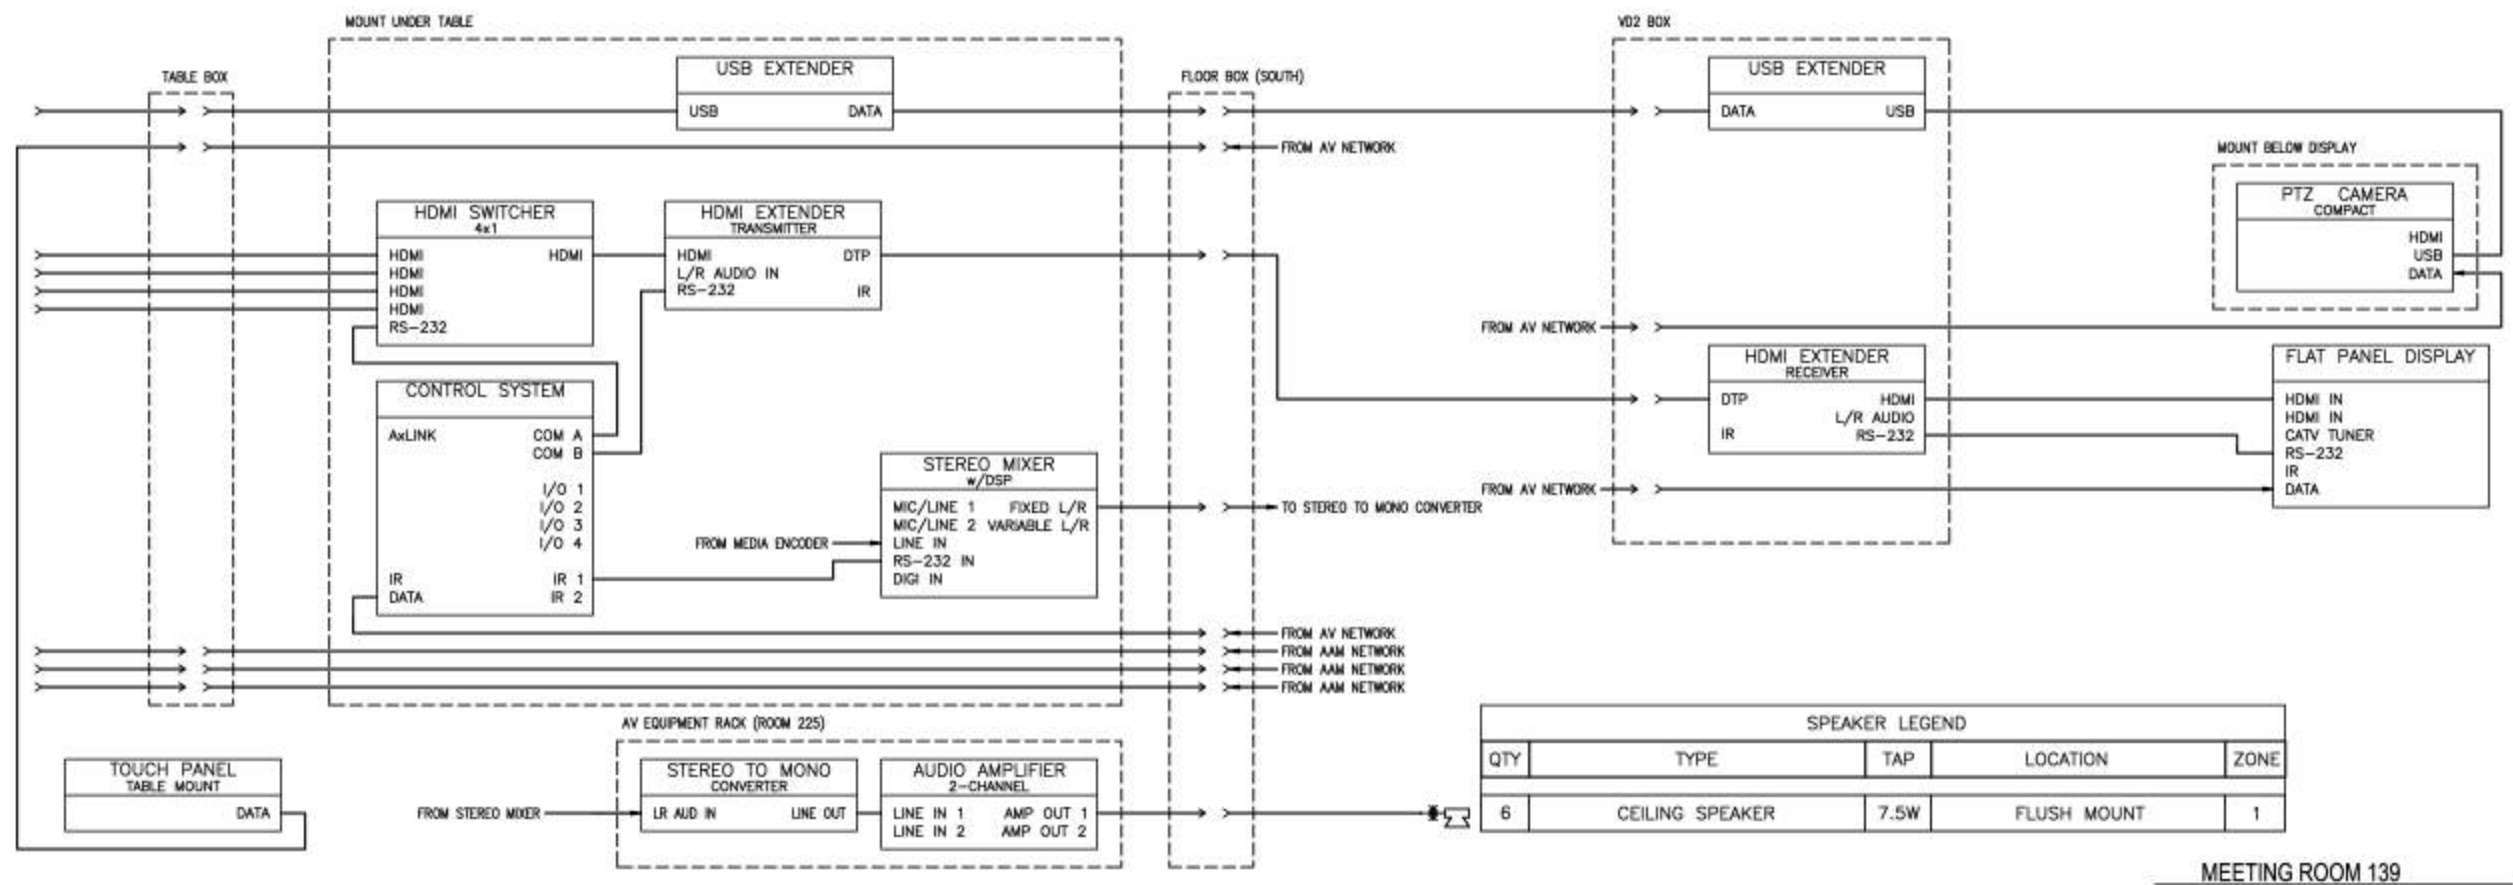 MOUNT UNDER TABLE
VD2 BOX
TABLE BOX
FLOOR BOX (SOUTH)
USB EXTENDER
USB DATA
USB EXTENDER
DATA USB
FROM AV NETWORK
MOUNT BELOW DISPLAY
PTZ CAMERA
COMPACT
HDMI
USB
DATA
HDMI SWITCHER
4x1
HDMI HDMI
HDMI
HDMI
HDMI
RS-232
HDMI EXTENDER
TRANSMITTER
HDMI DTP
L/R AUDIO IN
RS-232 IR
FROM AV NETWORK
HDMI EXTENDER
RECEIVER
DTP HDMI
L/R AUDIO
IR RS-232
FLAT PANEL DISPLAY
HDMI IN
HDMI IN
CATV TUNER
RS-232
IR
DATA
CONTROL SYSTEM
AxLINK COM A
COM B
I/O 1
I/O 2
I/O 3
I/O 4
IR IR 1
DATA IR 2
STEREO MIXER
w/DSP
MIC/LINE 1 FIXED L/R
MIC/LINE 2 VARIABLE L/R
LINE IN
RS-232 IN
DIGI IN
FROM MEDIA ENCODER
FROM AV NETWORK
TO STEREO TO MONO CONVERTER
FROM AV NETWORK
FROM AAM NETWORK
FROM AAM NETWORK
FROM AAM NETWORK
AV EQUIPMENT RACK (ROOM 225)
TOUCH PANEL
TABLE MOUNT
DATA
FROM STEREO MIXER
STEREO TO MONO
CONVERTER
LR AUD IN LINE OUT
AUDIO AMPLIFIER
2-CHANNEL
LINE IN 1 AMP OUT 1
LINE IN 2 AMP OUT 2
SPEAKER LEGEND
QTY TYPE TAP LOCATION ZONE
6 CEILING SPEAKER 7.5W FLUSH MOUNT 1
MEETING ROOM 139